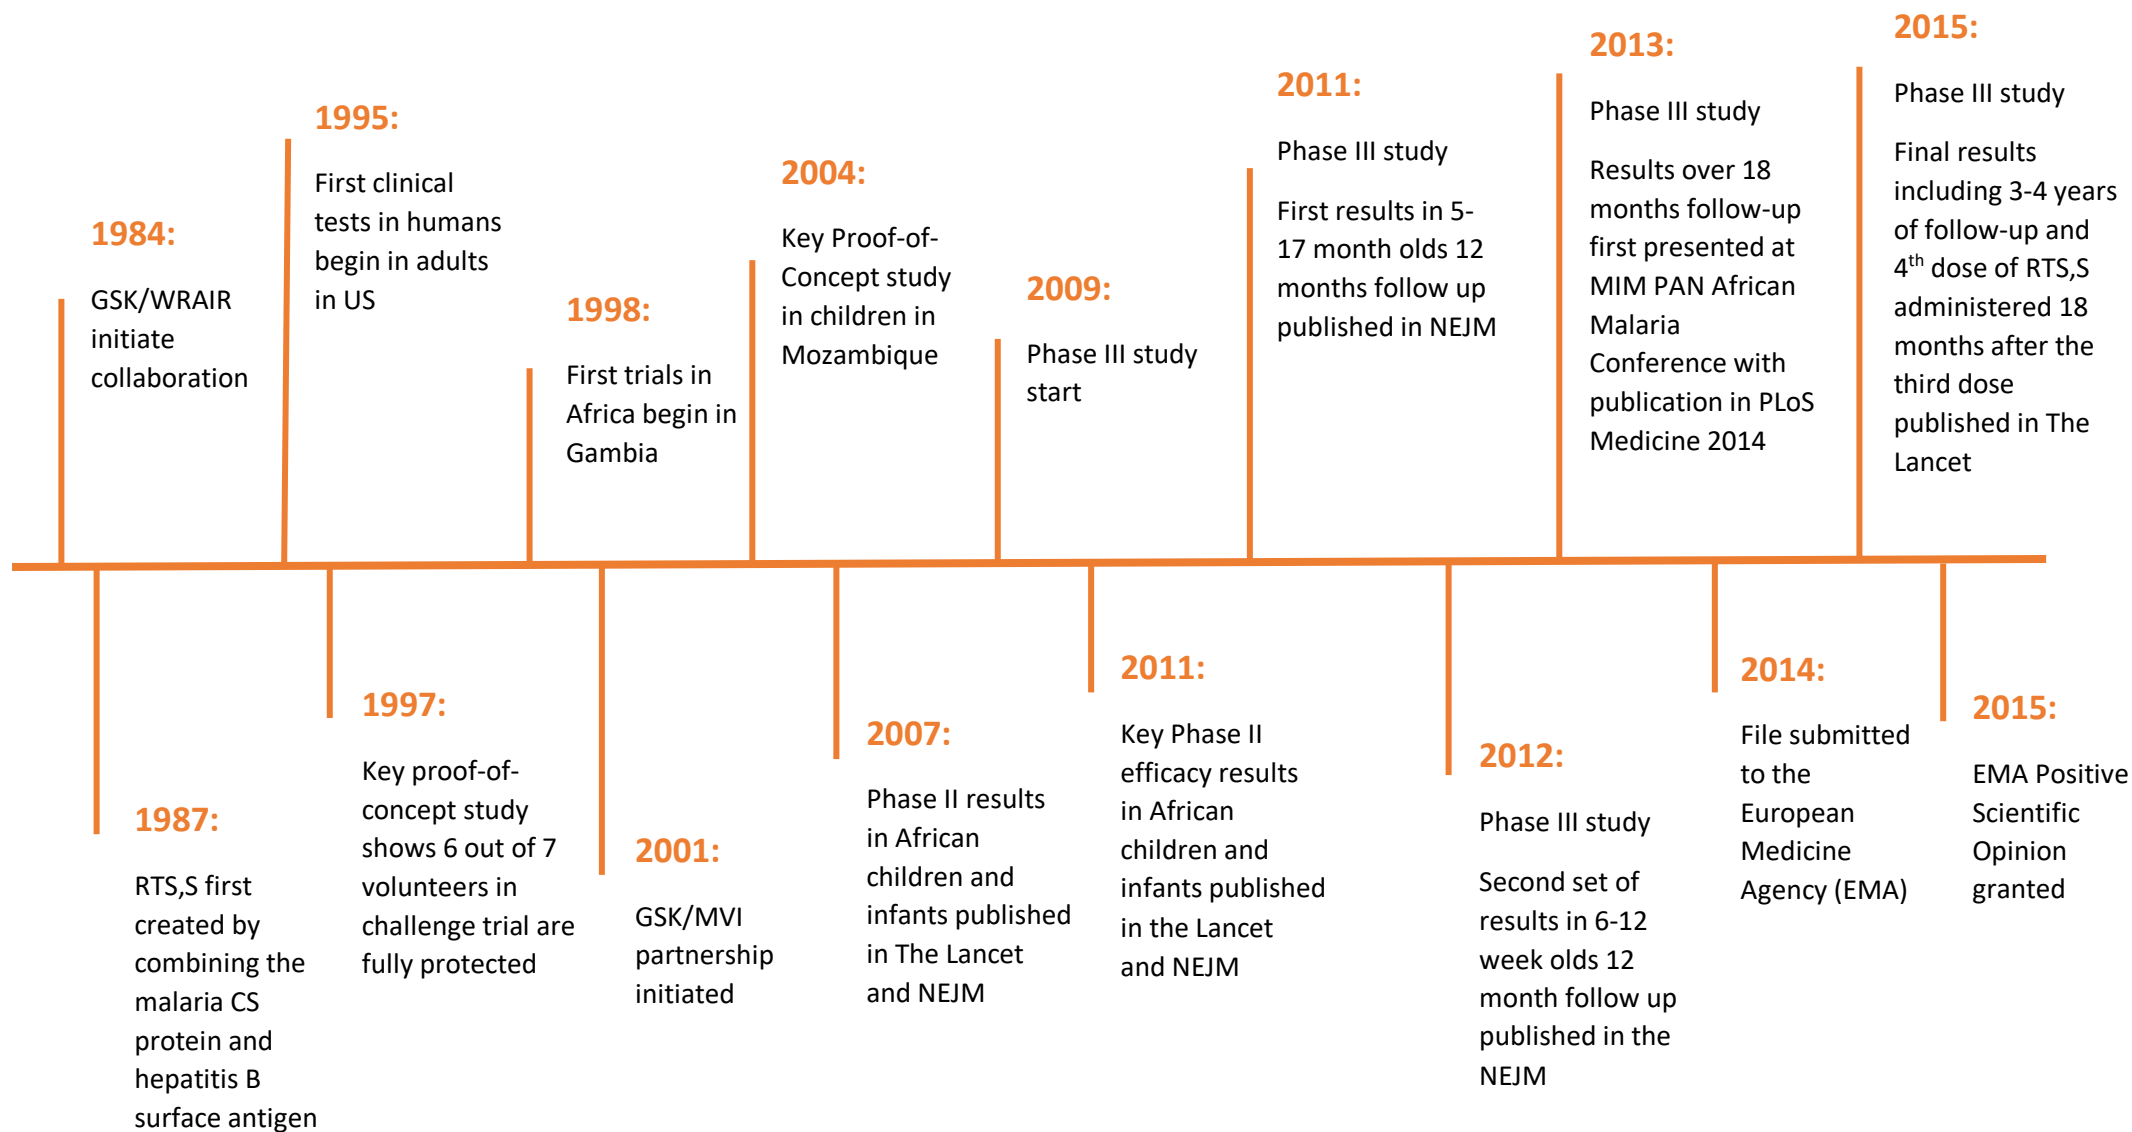 1984:
GSK/WRAIR
initiate
collaboration
1987:
RTS,S first
created by
combining the
malaria CS
protein and
hepatitis B
surface antigen
1995:
First clinical
tests in humans
begin in adults
in US
1997:
Key proof-of-
concept study
shows 6 out of 7
volunteers in
challenge trial are
fully protected
1998:
First trials in
Africa begin in
Gambia
2001:
GSK/MVI
partnership
initiated
2004:
Key Proof-of-
Concept study
in children in
Mozambique
2007:
Phase II results
in African
children and
infants published
in The Lancet
and NEJM
2009:
Phase III study
start
2011:
Key Phase II
efficacy results
in African
children and
infants published
in the Lancet
and NEJM
2011:
Phase III study
First results in 5-
17 month olds 12
months follow up
published in NEJM
2012:
Phase III study
Second set of
results in 6-12
week olds 12
month follow up
published in the
NEJM
2013:
Phase III study
Results over 18
months follow-up
first presented at
MIM PAN African
Malaria
Conference with
publication in PLoS
Medicine 2014
2014:
File submitted
to the
European
Medicine
Agency (EMA)
2015:
Phase III study
Final results
including 3-4 years
of follow-up and
4th dose of RTS,S
administered 18
months after the
third dose
published in The
Lancet
2015:
EMA Positive
Scientific
Opinion
granted